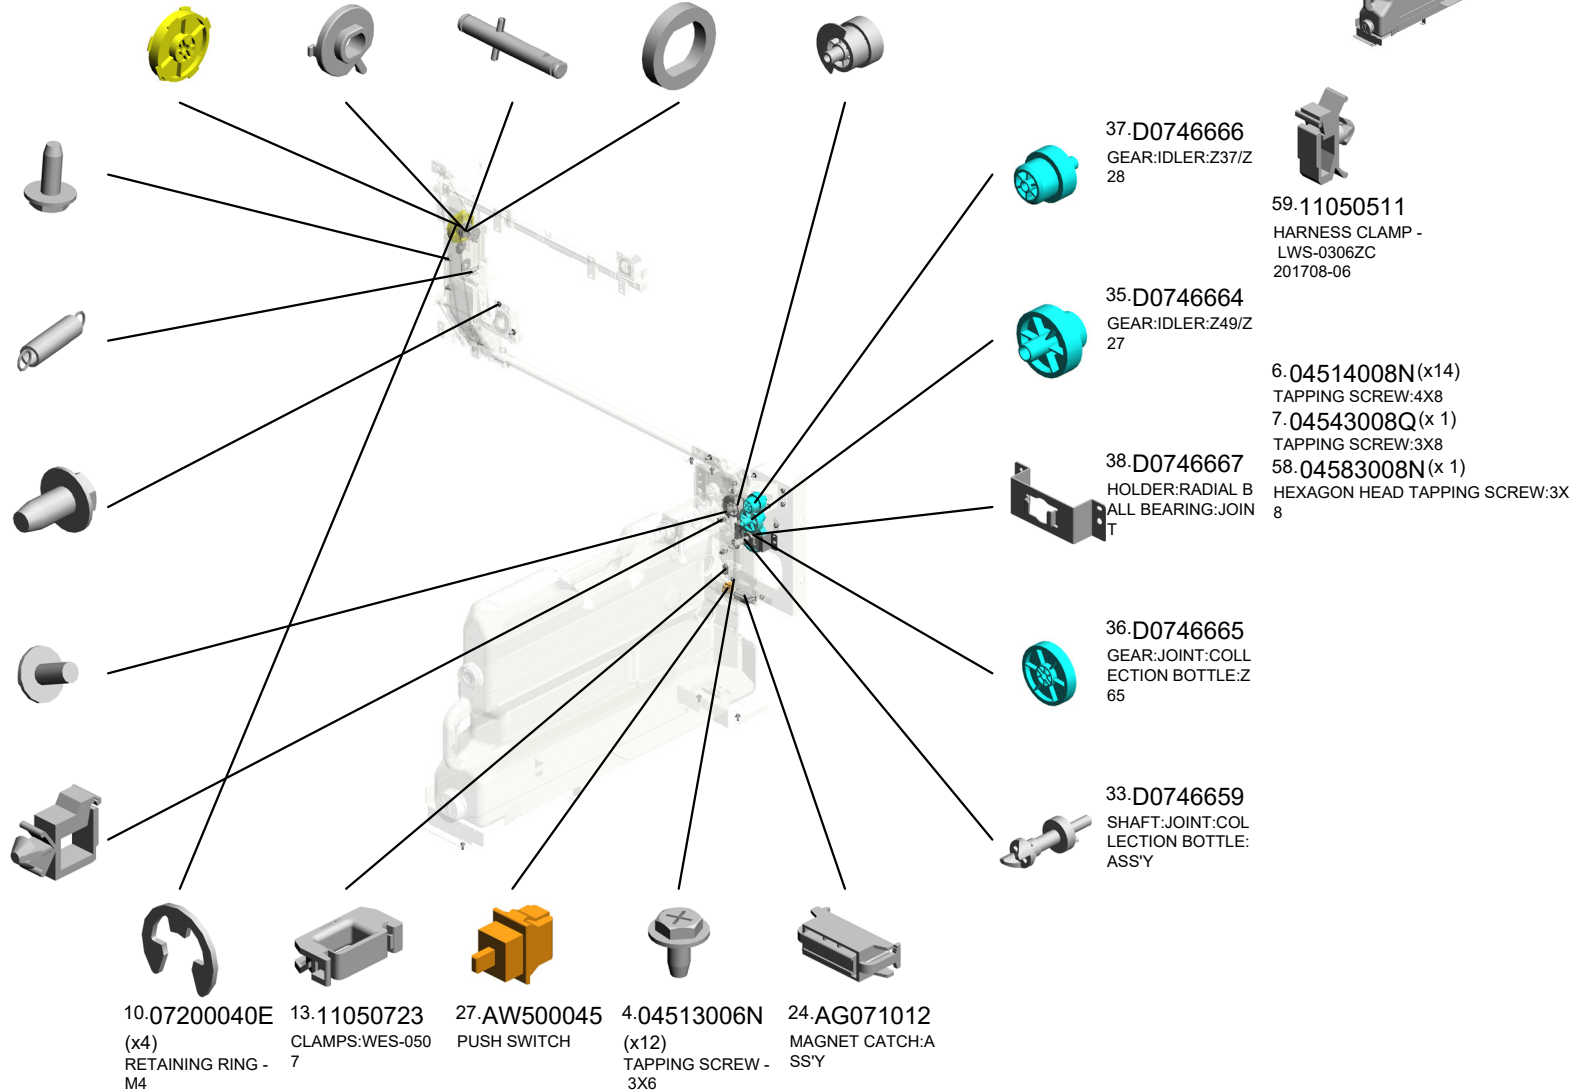 37.D0746666
GEAR:IDLER:Z37/Z
28
59.11050511
HARNESS CLAMP -
LWS-0306ZC
201708-06
35.D0746664
GEAR:IDLER:Z49/Z
27
6.04514008N(x14)
TAPPING SCREW:4X8
7.04543008Q(x 1)
TAPPING SCREW:3X8
58.04583008N(x 1)
HEXAGON HEAD TAPPING SCREW:3X
8
38.D0746667
HOLDER:RADIAL B
ALL BEARING:JOIN
T
36.D0746665
GEAR:JOINT:COLL
ECTION BOTTLE:Z
65
33.D0746659
SHAFT:JOINT:COL
LECTION BOTTLE:
ASS'Y
10.07200040E
(x4)
RETAINING RING -
M4
13.11050723
CLAMPS:WES-050
7
27.AW500045
PUSH SWITCH
4.04513006N
(x12)
TAPPING SCREW -
3X6
24.AG071012
MAGNET CATCH:A
SS'Y